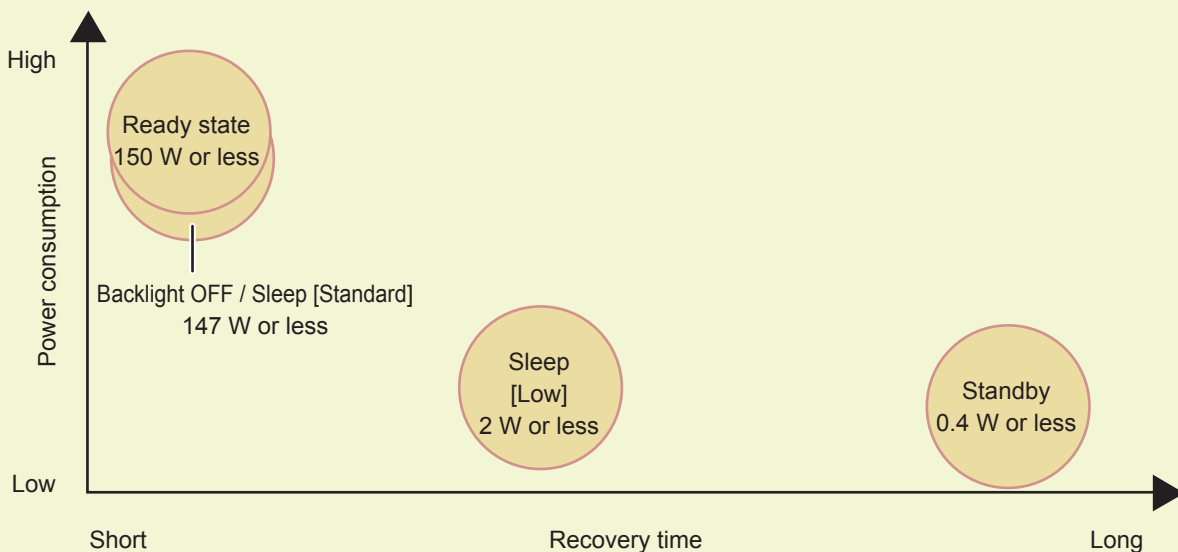 High
Ready state
150 W or less
Power consumption
Backlight OFF / Sleep [Standard]
147 W or less
Sleep
[Low]
2 W or less
Standby
0.4 W or less
Low
Short
Recovery time
Long